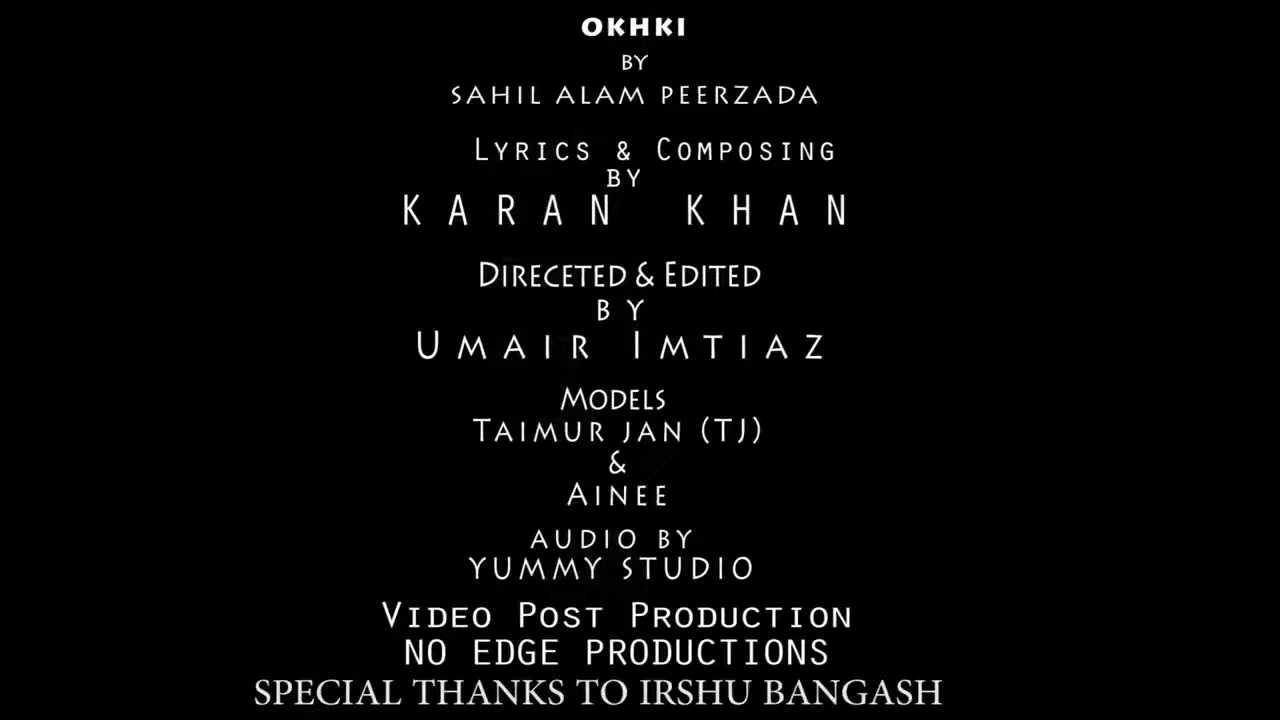 OKHKI
BY
SAHIL ALAM PEERZADA
LYRICS & COMPOSING
BY
KARAN KHAN
DIRECETED & EDITED
BY
UMAIR IMTIAZ
MODELS
TAIMUR JAN (TJ)
&
AINEE
AUDIO BY
YUMMY STUDIO
VIDEO POST PRODUCTION
NO EDGE PRODUCTIONS
SPECIAL THANKS TO IRSHU BANGASH